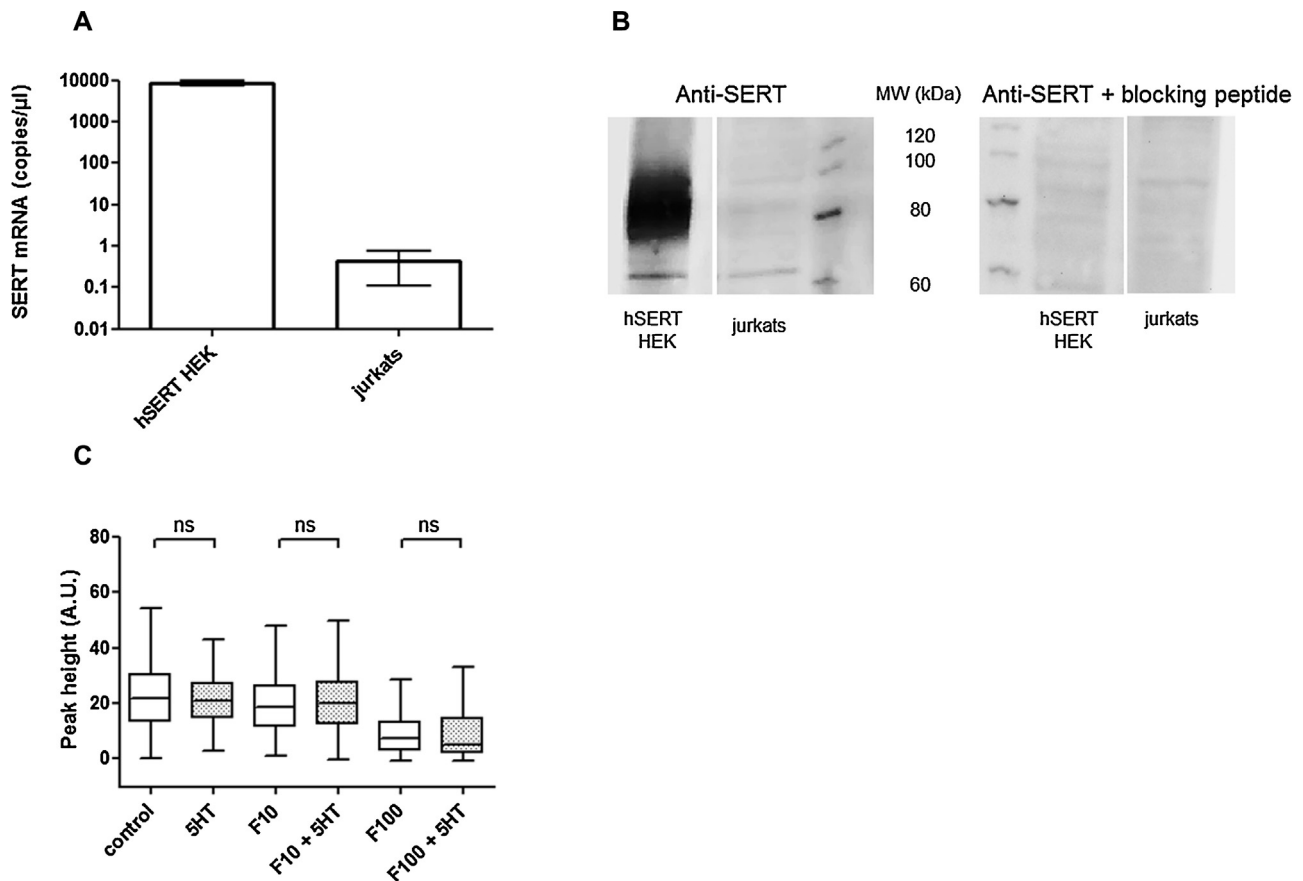 A
SERT mRNA (copies/µl)
10000
1000
100
10
1
0.1
0.01
hSERT HEK
jurkats
B
Anti-SERT
MW (kDa)
Anti-SERT + blocking peptide
120
100
80
60
hSERT
HEK
jurkats
hSERT
HEK
jurkats
C
Peak height (A.U.)
80
60
40
20
0
ns
ns
ns
control
5HT
F10
F10 + 5HT
F100
F100 + 5HT